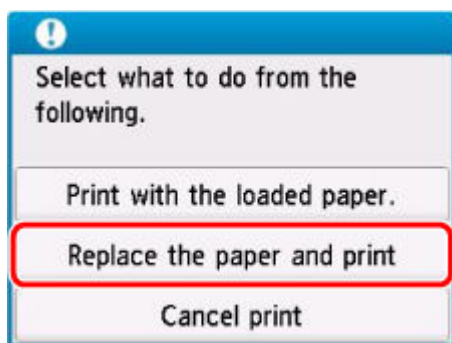 Select what to do from the
following.
Print with the loaded paper.
Replace the paper and print
Cancel print